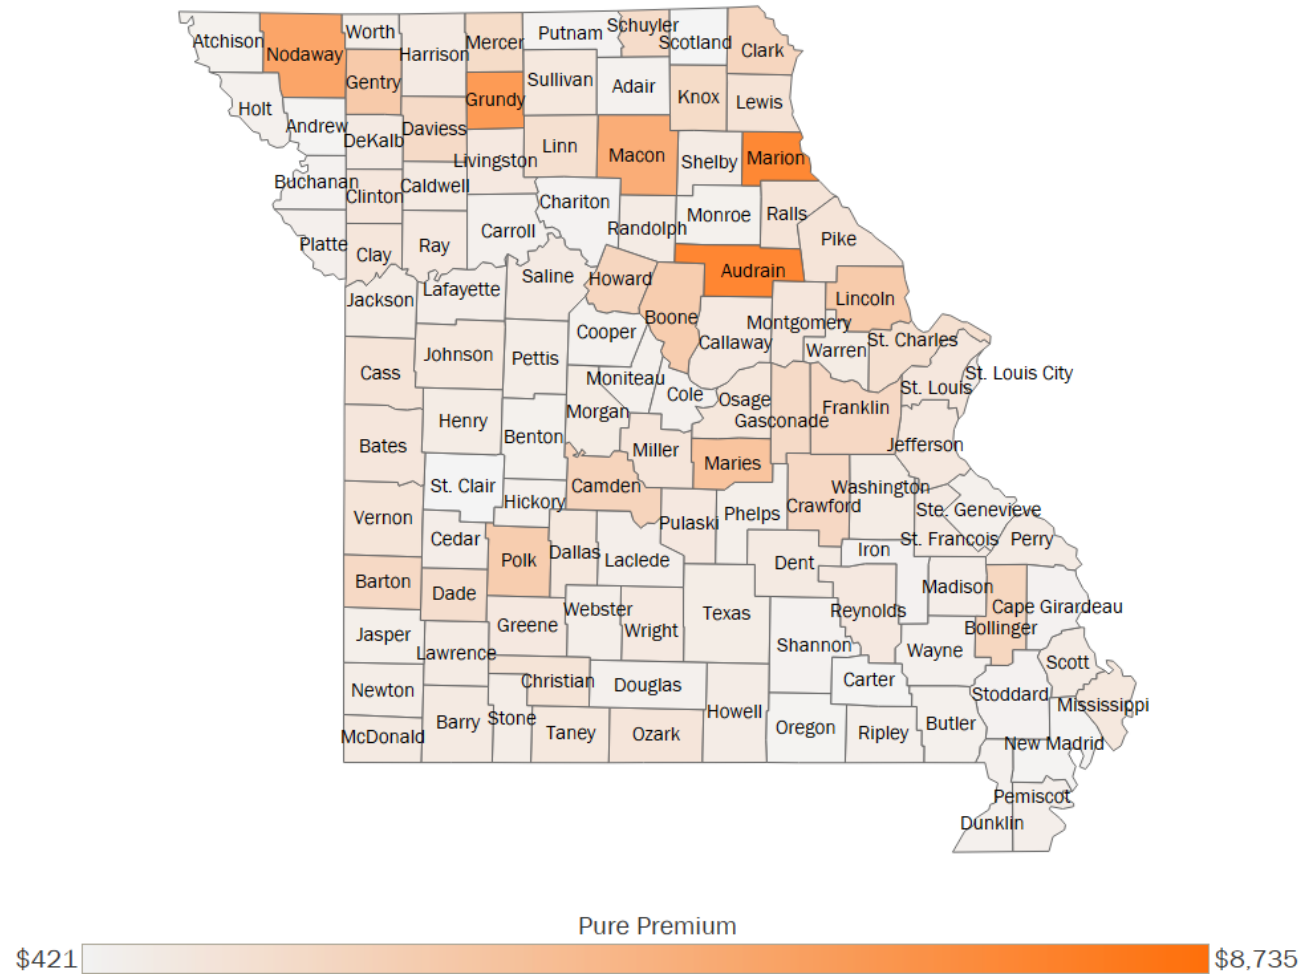 Atchison
Nodaway
Worth
Harrison
Mercer
Putnam
Schuyler
Scotland
Clark
Gentry
Sullivan
Adair
Knox
Lewis
Holt
Andrew
DeKalb
Daviess
Grundy
Livingston
Linn
Macon
Shelby
Marion
Buchanan
Clinton
Caldwell
Chariton
Randolph
Monroe
Ralls
Pike
Platte
Clay
Ray
Carroll
Saline
Howard
Boone
Audrain
Lincoln
Jackson
Lafayette
Cooper
Callaway
Montgomery
Warren
St. Charles
Cass
Johnson
Pettis
Moniteau
Cole
Osage
Gasconade
Franklin
St. Louis
St. Louis City
Bates
Henry
Benton
Morgan
Miller
Maries
Jefferson
St. Clair
Hickory
Camden
Pulaski
Phelps
Crawford
Washington
Ste. Genevieve
St. Francois
Perry
Vernon
Cedar
Polk
Dallas
Laclede
Dent
Iron
Madison
Barton
Dade
Greene
Webster
Wright
Texas
Shannon
Reynolds
Wayne
Bollinger
Cape Girardeau
Jasper
Lawrence
Christian
Douglas
Carter
Stoddard
Scott
Mississippi
Newton
McDonald
Barry
Stone
Taney
Ozark
Howell
Oregon
Ripley
Butler
New Madrid
Pemiscot
Dunklin
Pure Premium
$421
$8,735